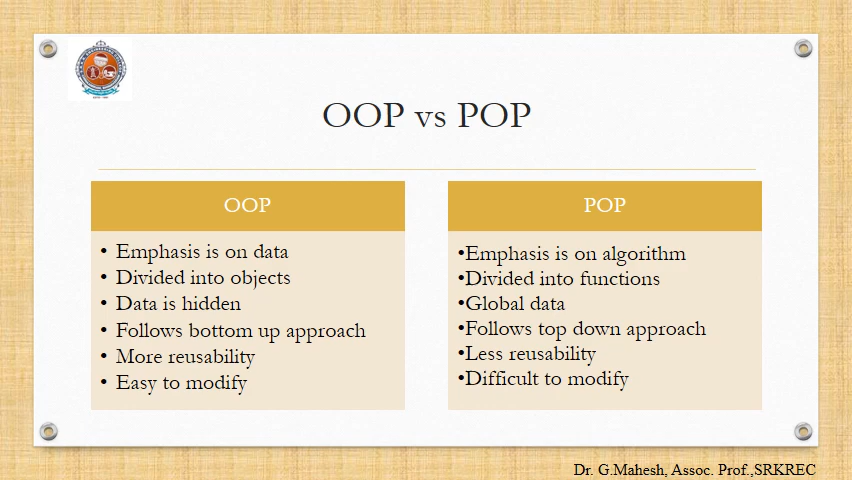 OOP vs POP
OOP
• Emphasis is on data
• Divided into objects
• Data is hidden
• Follows bottom up approach
• More reusability
• Easy to modify
POP
•Emphasis is on algorithm
•Divided into functions
•Global data
•Follows top down approach
•Less reusability
•Difficult to modify
Dr. G.Mahesh, Assoc. Prof.,SRKREC